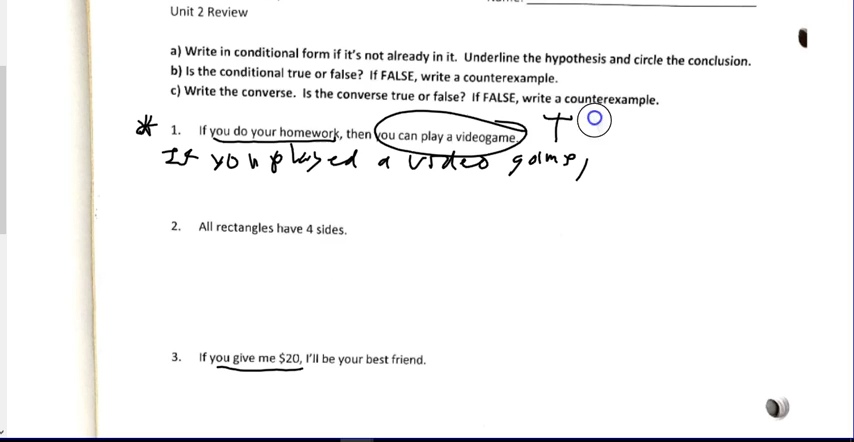 Unit 2 Review
a) Write in conditional form if it's not already in it. Underline the hypothesis and circle the conclusion.
b) Is the conditional true or false? If FALSE, write a counterexample.
c) Write the converse. Is the converse true or false? If FALSE, write a counterexample.
* 1. If you do your homework, then you can play a videogame. T
If you played a video game,
2. All rectangles have 4 sides.
3. If you give me $20, I'll be your best friend.